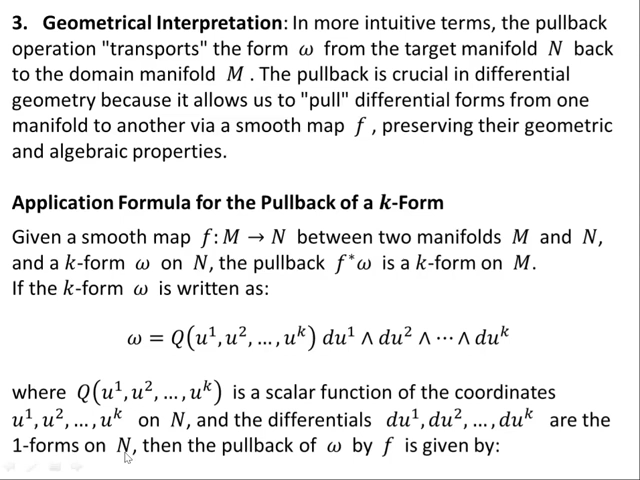 3. Geometrical Interpretation: In more intuitive terms, the pullback
operation "transports" the form ω from the target manifold N back
to the domain manifold M . The pullback is crucial in differential
geometry because it allows us to "pull" differential forms from one
manifold to another via a smooth map f , preserving their geometric
and algebraic properties.
Application Formula for the Pullback of a k-Form
Given a smooth map f: M → N between two manifolds M and N,
and a k-form ω on N, the pullback f*ω is a k-form on M.
If the k-form ω is written as:
ω = Q(u¹, u², …, uᵏ) du¹ ∧ du² ∧ ⋯ ∧ duᵏ
where Q(u¹, u², …, uᵏ) is a scalar function of the coordinates
u¹, u², …, uᵏ on N, and the differentials du¹, du², …, duᵏ are the
1-forms on N, then the pullback of ω by f is given by: